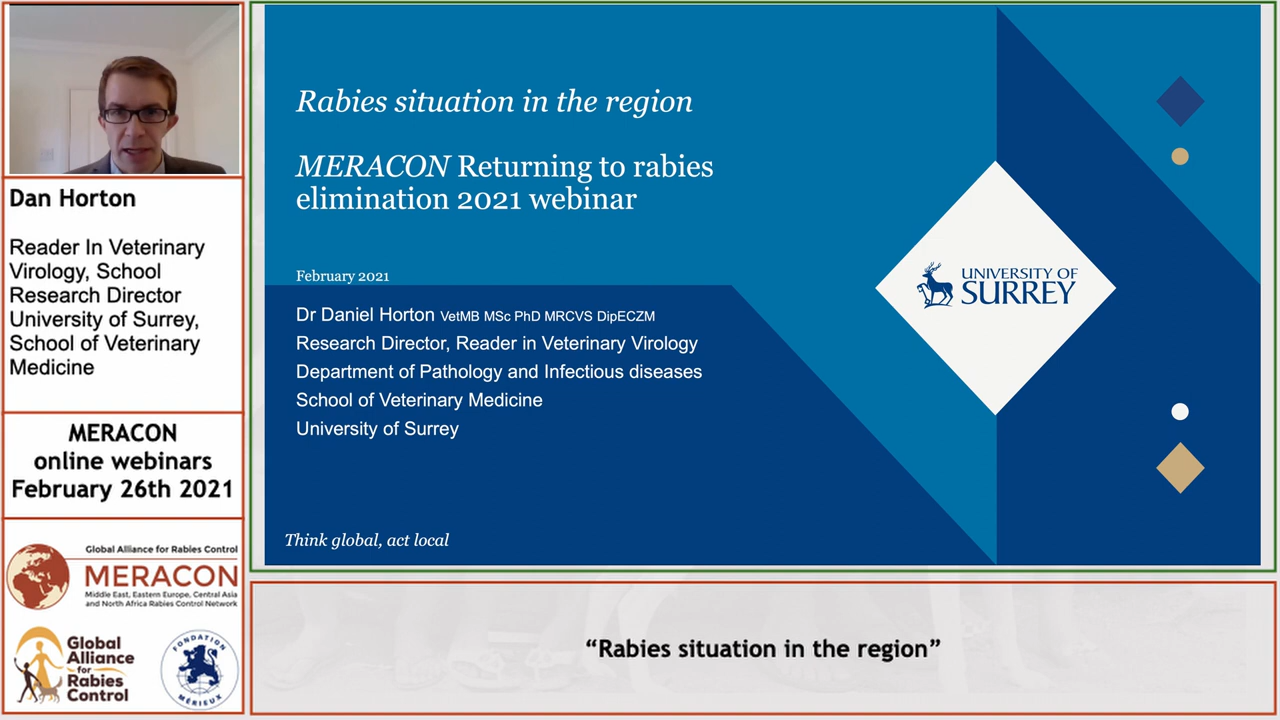 Dan Horton
Reader In Veterinary
Virology, School
Research Director
University of Surrey,
School of Veterinary
Medicine
MERACON
online webinars
February 26th 2021
Global Alliance for Rabies Control
MERACON
Middle East, Eastern Europe, Central Asia
and North Africa Rabies Control Network
Global
Alliance
for
Rabies
Control
FONDATION
MÉRIEUX
Rabies situation in the region
MERACON Returning to rabies
elimination 2021 webinar
February 2021
Dr Daniel Horton VetMB MSc PhD MRCVS DipECZM
Research Director, Reader in Veterinary Virology
Department of Pathology and Infectious diseases
School of Veterinary Medicine
University of Surrey
Think global, act local
UNIVERSITY OF
SURREY
“Rabies situation in the region”